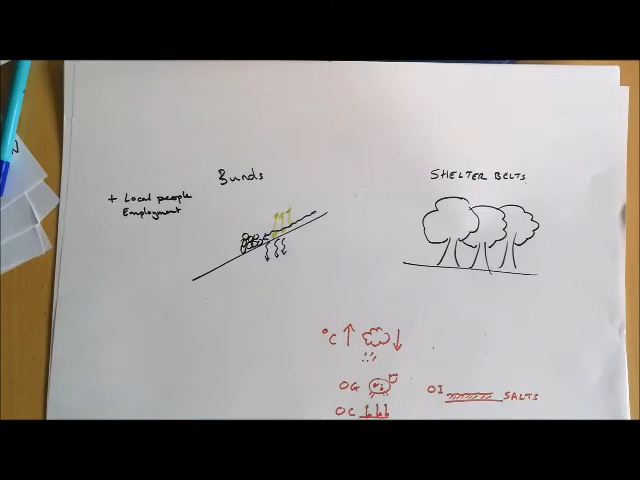 Bunds
SHELTER BELTS
+ Local people
Employment
°C
OG
OI
SALTS
OC